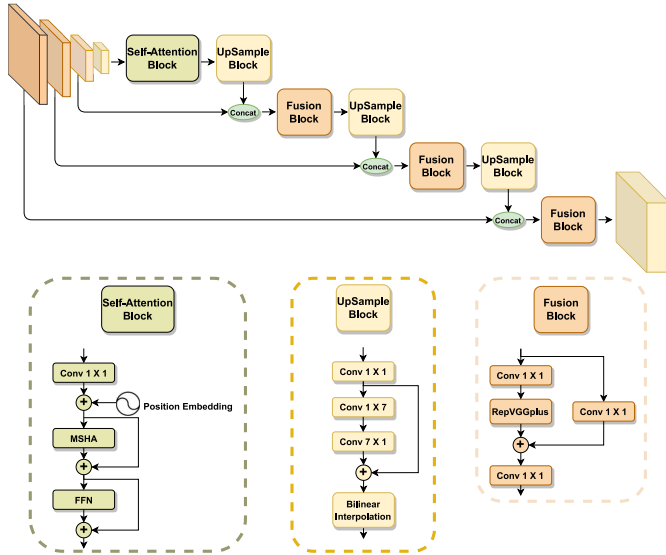 Self-Attention
Block
UpSample
Block
Concat
Fusion
Block
UpSample
Block
Concat
Fusion
Block
UpSample
Block
Concat
Fusion
Block
Self-Attention
Block
Conv 1 X 1
+
Position Embedding
MSHA
+
FFN
+
UpSample
Block
Conv 1 X 1
Conv 1 X 7
Conv 7 X 1
+
Bilinear
Interpolation
Fusion
Block
Conv 1 X 1
RepVGGplus
Conv 1 X 1
+
Conv 1 X 1